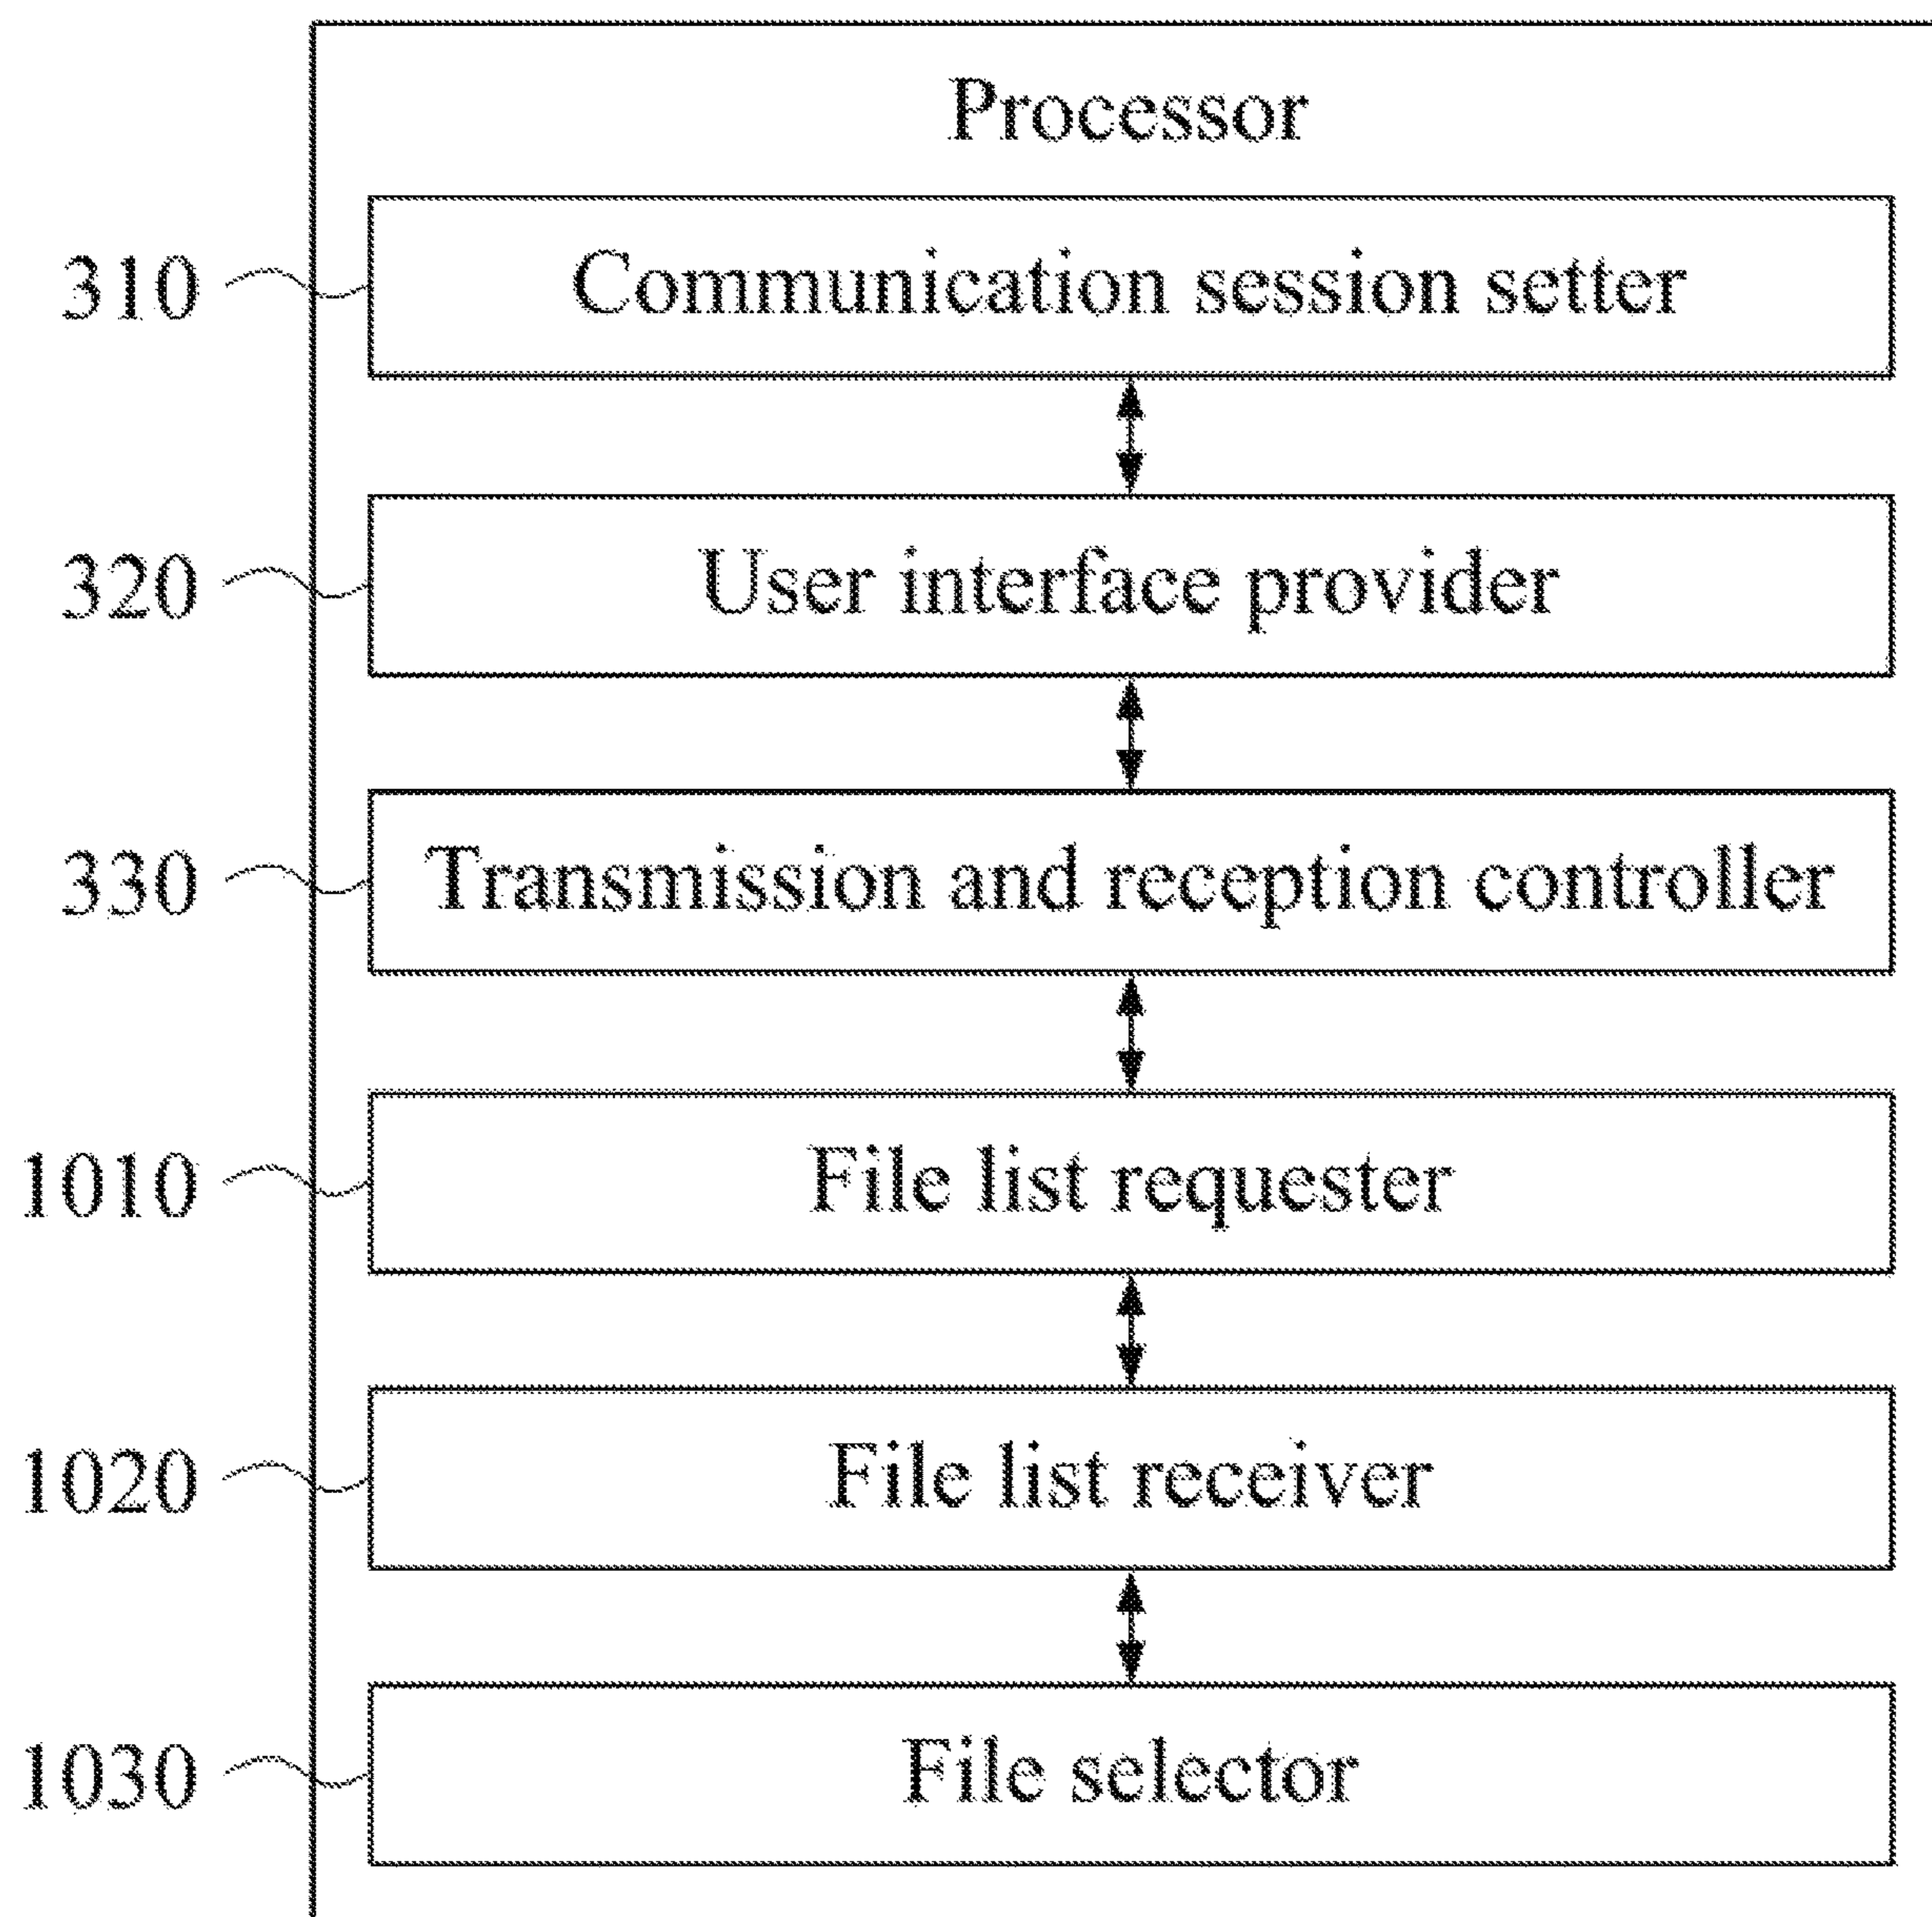 Processor
310 Communication session setter
320 User interface provider
330 Transmission and reception controller
1010 File list requester
1020 File list receiver
1030 File selector